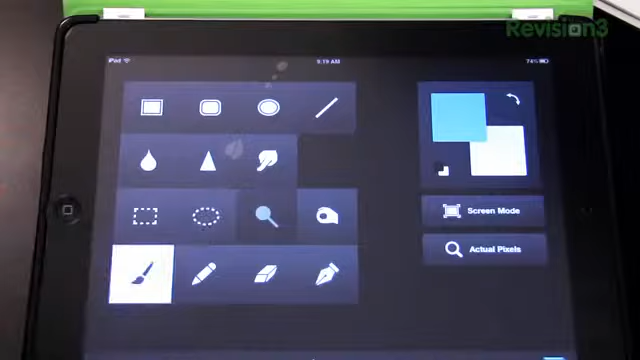 Revision3
iPad
9:19 AM
74%
Screen Mode
Actual Pixels